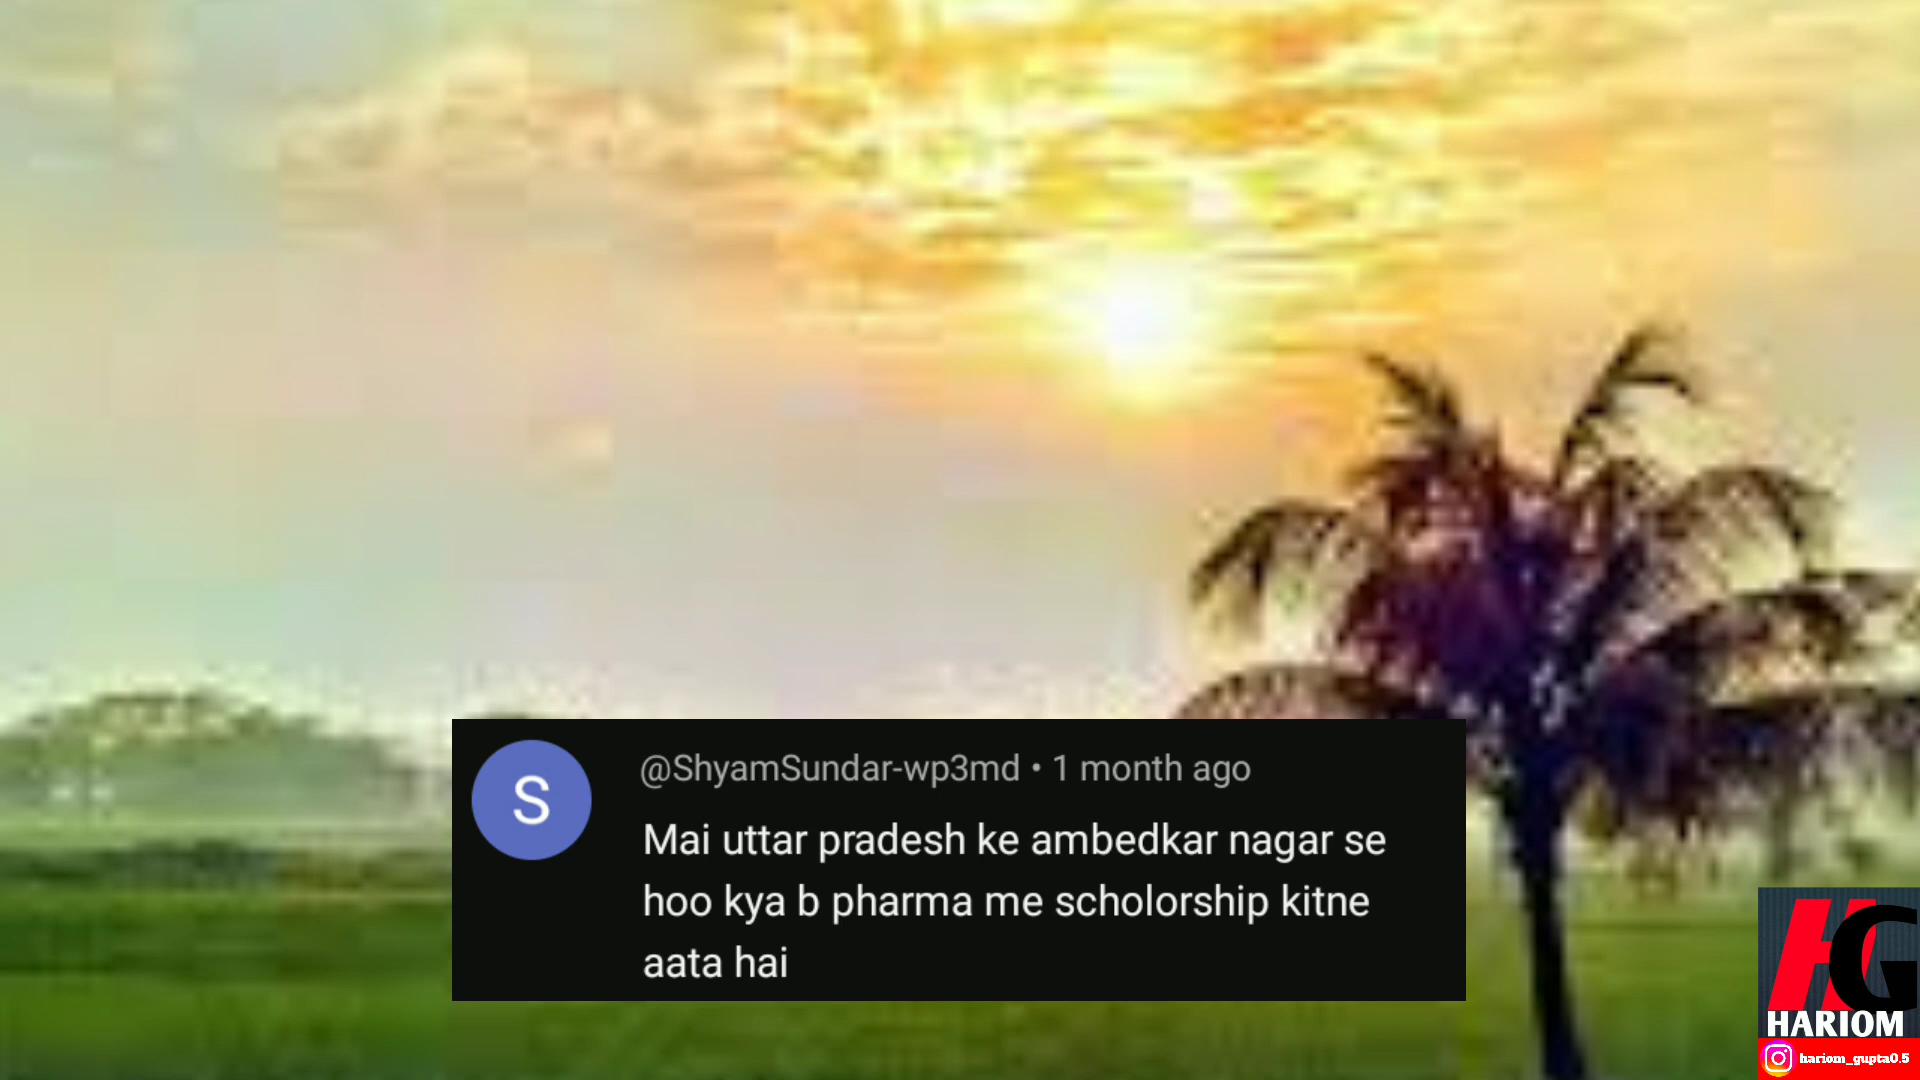 @ShyamSundar-wp3md • 1 month ago
S
Mai uttar pradesh ke ambedkar nagar se
hoo kya b pharma me scholorship kitne
aata hai
HG
HARIOM
hariom_gupta0.5